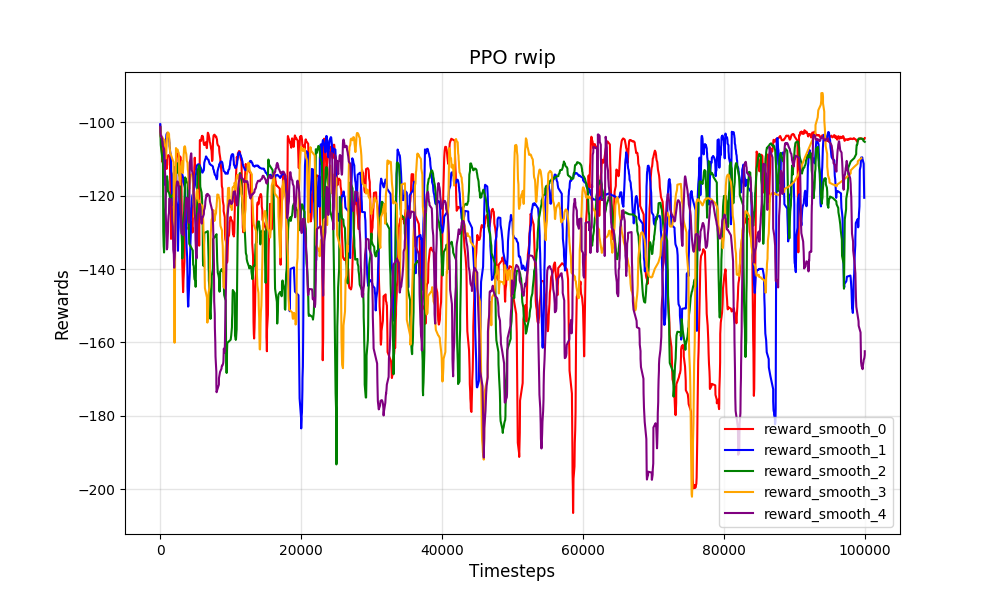 PPO rwip
Rewards
−100
−120
−140
−160
−180
−200
0
20000
40000
60000
80000
100000
Timesteps
reward_smooth_0
reward_smooth_1
reward_smooth_2
reward_smooth_3
reward_smooth_4